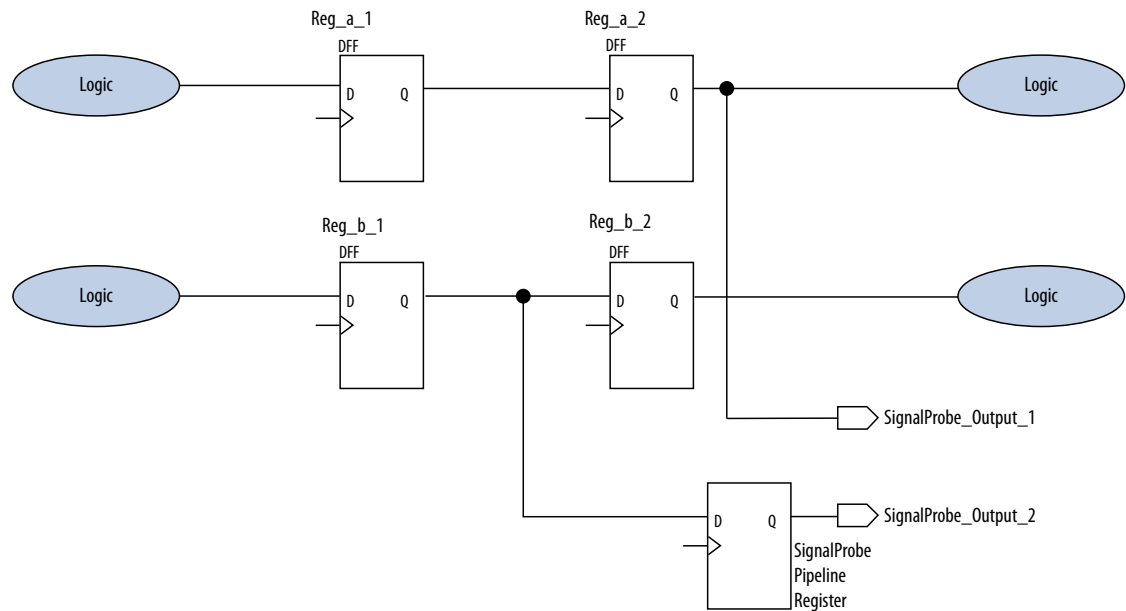 Reg_a_1
Reg_a_2
DFF
DFF
Logic
D Q
D Q
Logic
Reg_b_1
Reg_b_2
DFF
DFF
Logic
D Q
D Q
Logic
SignalProbe_Output_1
D Q
SignalProbe_Output_2
SignalProbe
Pipeline
Register